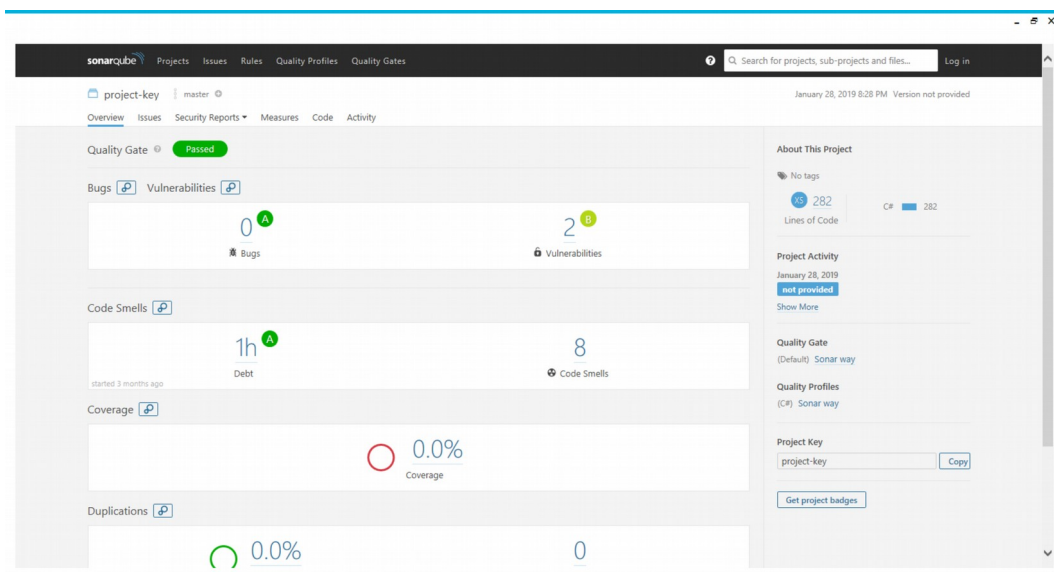 sonarqube Projects Issues Rules Quality Profiles Quality Gates ? Search for projects, sub-projects and files... Log in
project-key master January 28, 2019 8:28 PM Version not provided
Overview Issues Security Reports Measures Code Activity
Quality Gate ? Passed
Bugs Vulnerabilities
0 A
Bugs
2 B
Vulnerabilities
Code Smells
1h A
Debt
started 3 months ago
8
Code Smells
Coverage
0.0%
Coverage
Duplications
0.0%
0
About This Project
No tags
XS 282
Lines of Code
C# 282
Project Activity
January 28, 2019
not provided
Show More
Quality Gate
(Default) Sonar way
Quality Profiles
(C#) Sonar way
Project Key
project-key Copy
Get project badges